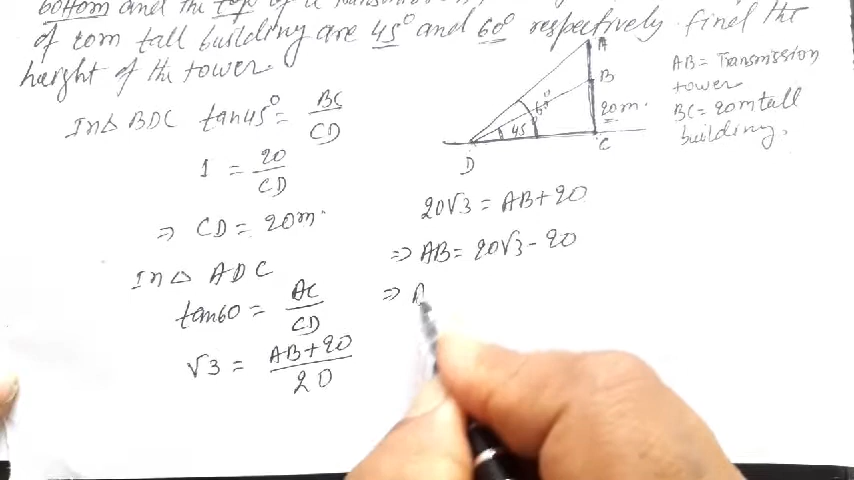 bottom and the top of a
of 20m tall building are 45° and 60° respectively. find the
height of the tower.
In△ BDC tan45° = BC
CD
1 = 20
CD
⇒ CD = 20m.
In △ ADC
tan60 = AC
CD
√3 = AB+20
20
A
B
60°
45
20m.
C
D
AB = Transmission
tower
BC = 20m tall
building.
20√3 = AB+20
⇒ AB = 20√3 - 20
⇒ A